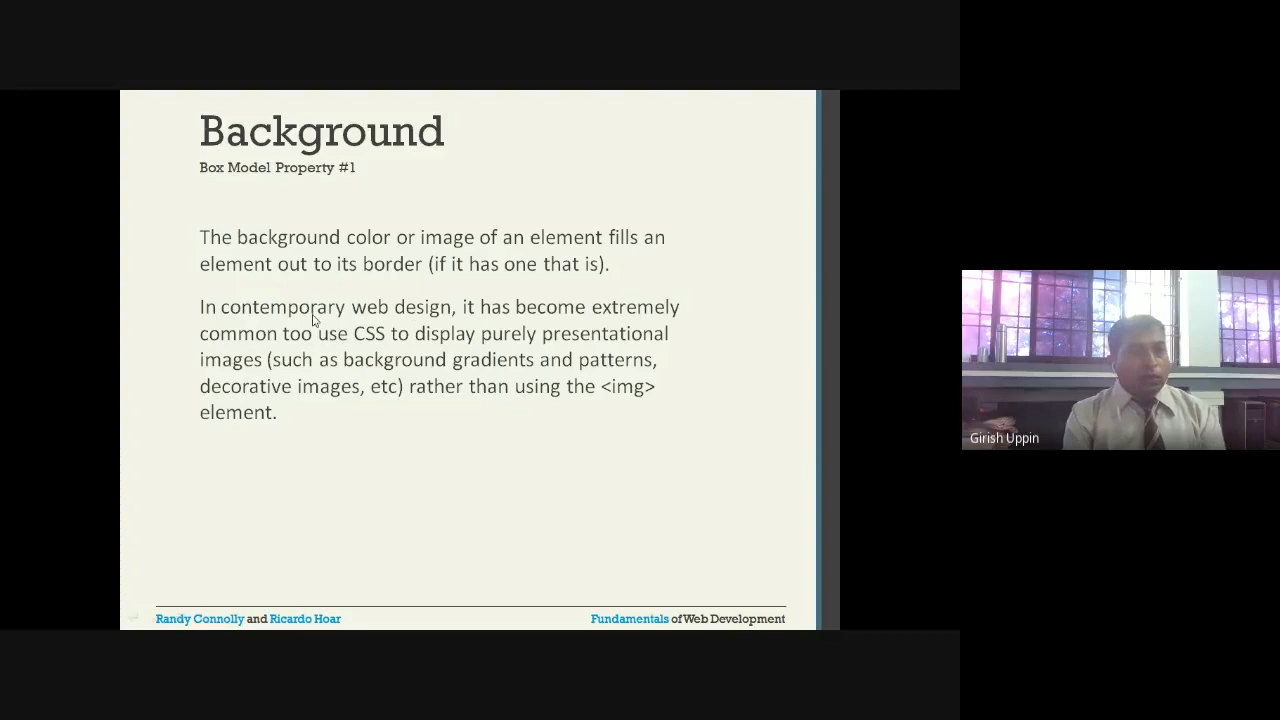 Background
Box Model Property #1
The background color or image of an element fills an
element out to its border (if it has one that is).
In contemporary web design, it has become extremely
common too use CSS to display purely presentational
images (such as background gradients and patterns,
decorative images, etc) rather than using the <img>
element.
Randy Connolly and Ricardo Hoar
Fundamentals of Web Development
Girish Uppin